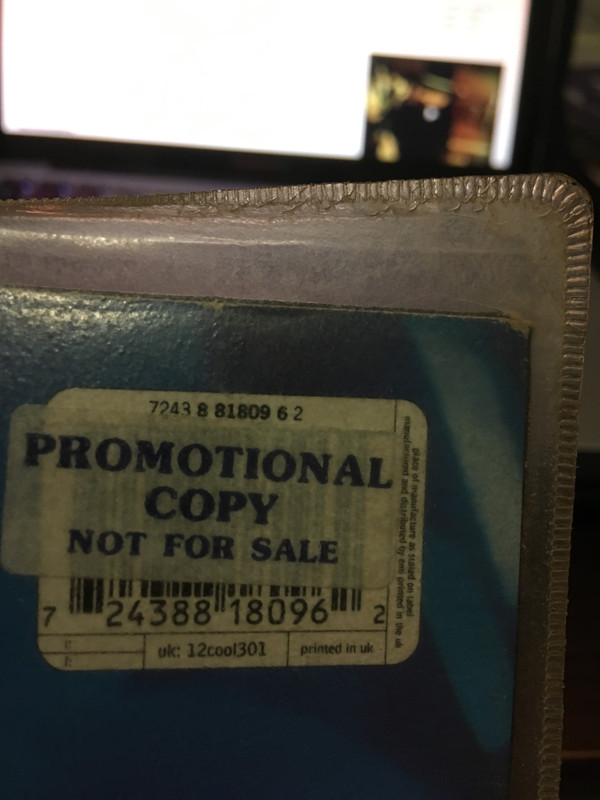 7243 8 81809 6 2
PROMOTIONAL
COPY
NOT FOR SALE
7 24388 18096 2
uk: 12cool301
printed in uk
place of manufacture as stated on label
manufactured and distributed by emi printed in the uk